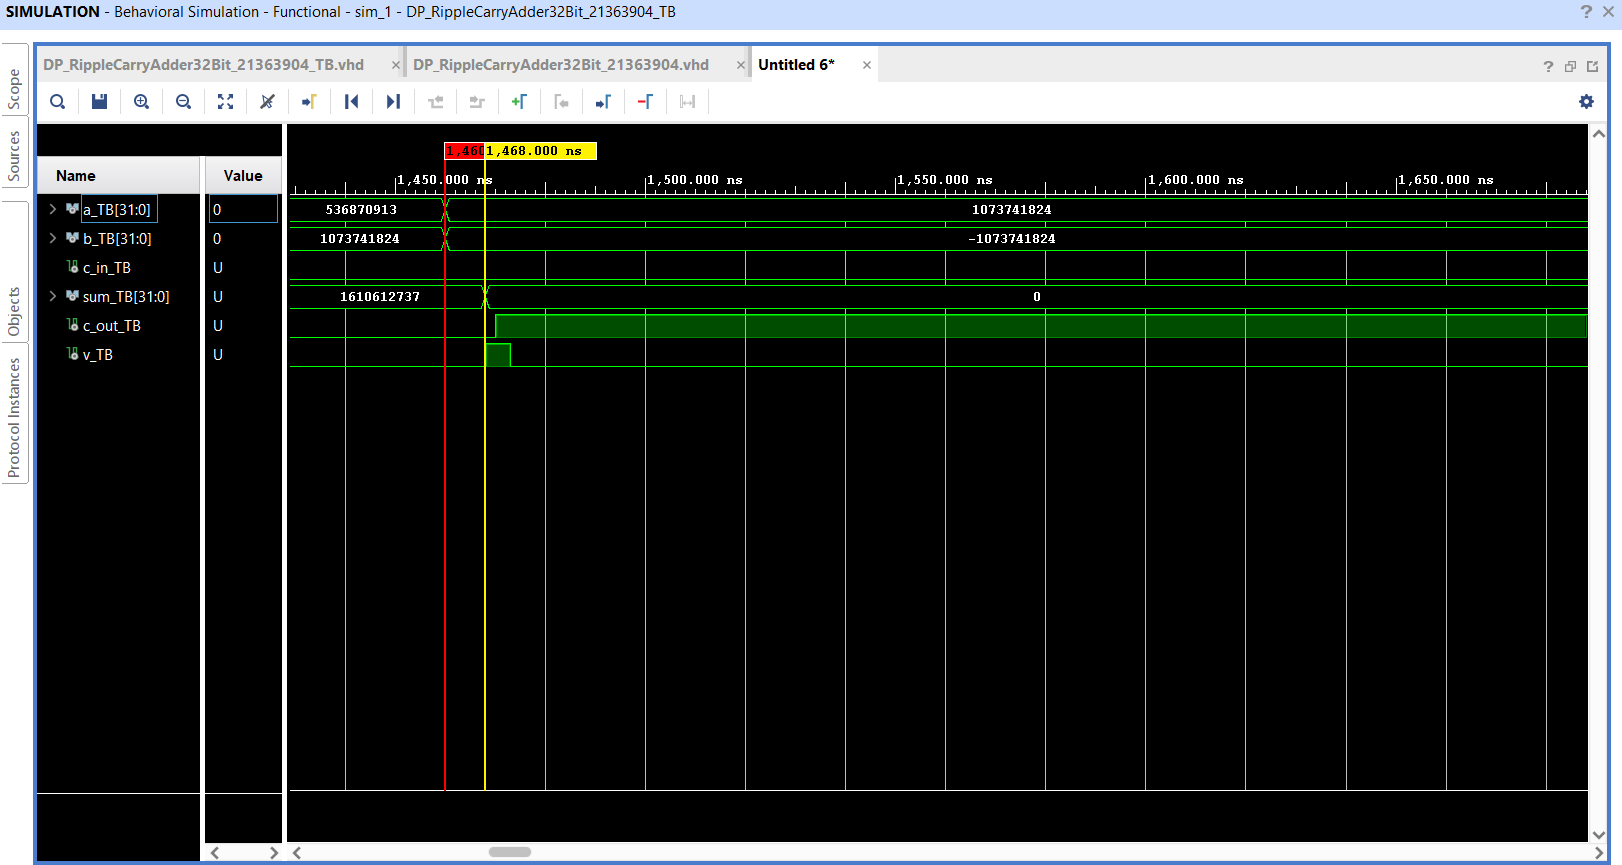 SIMULATION - Behavioral Simulation - Functional - sim_1 - DP_RippleCarryAdder32Bit_21363904_TB
Scope
Sources
Objects
Protocol Instances
DP_RippleCarryAdder32Bit_21363904_TB.vhd
DP_RippleCarryAdder32Bit_21363904.vhd
Untitled 6*
Name
Value
a_TB[31:0]
0
b_TB[31:0]
0
c_in_TB
U
sum_TB[31:0]
U
c_out_TB
U
v_TB
U
1,460
1,468.000 ns
1,450.000 ns
1,500.000 ns
1,550.000 ns
1,600.000 ns
1,650.000 ns
536870913
1073741824
1073741824
-1073741824
1610612737
0